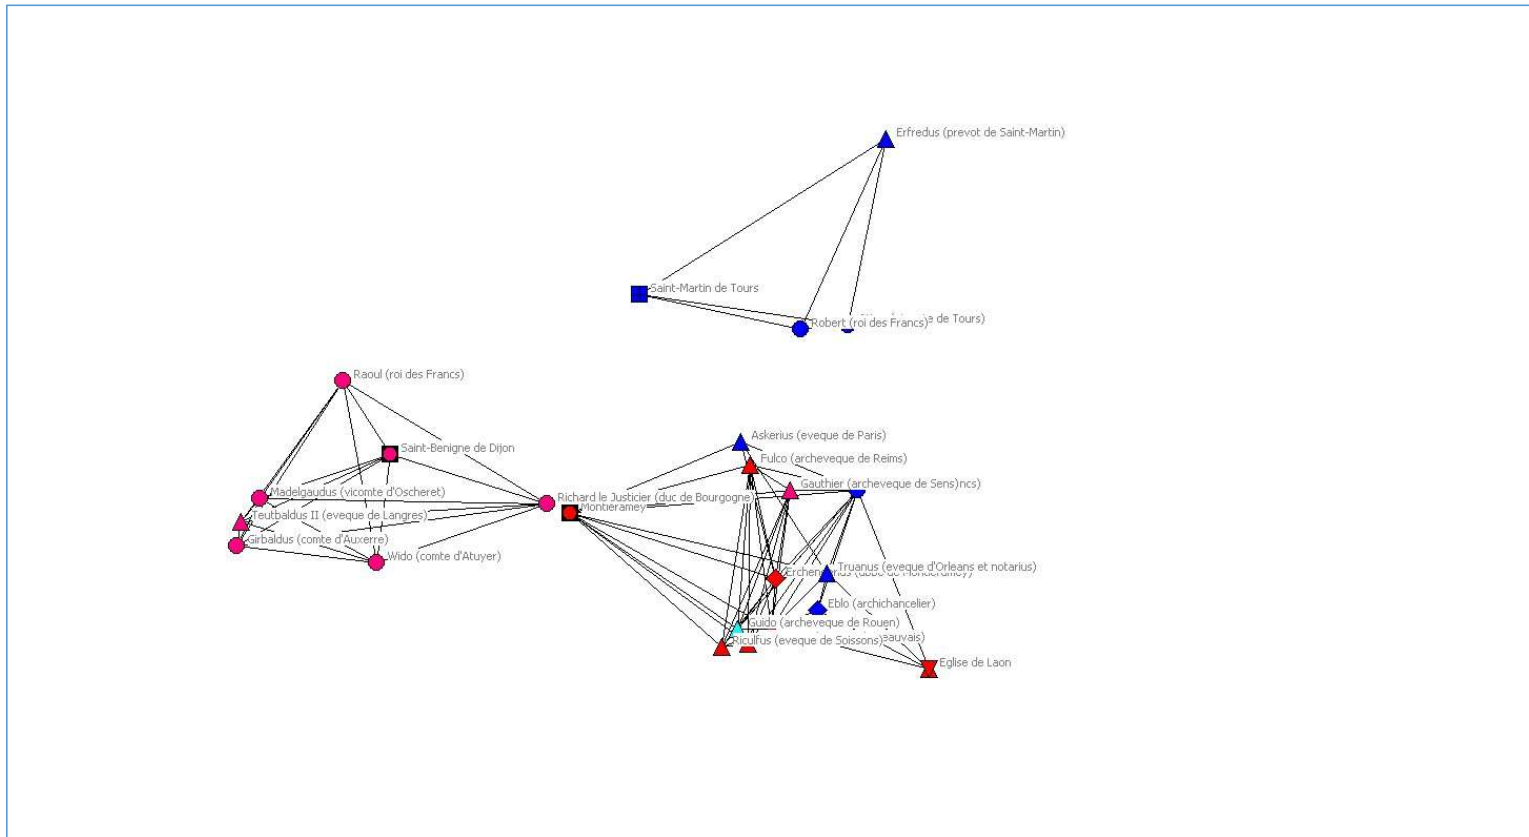 Erfredus (prevot de Saint-Martin)
Saint-Martin de Tours
Robert (roi des Francs)
de Tours)
Raoul (roi des Francs)
Saint-Benigne de Dijon
Askerius (eveque de Paris)
Fulco (archeveque de Reims)
Gauthier (archeveque de Sens)
ncs)
Madelgaudus (vicomte d'Oscheret)
Richard le Justicier (duc de Bourgogne)
Montieramey
Teutbaldus II (eveque de Langres)
Girbaldus (comte d'Auxerre)
Wido (comte d'Atuyer)
Truanus (eveque d'Orleans et notarius)
Eblo (archichancelier)
Guido (archeveque de Rouen)
Riculfus (eveque de Soissons)
eauvais)
Eglise de Laon